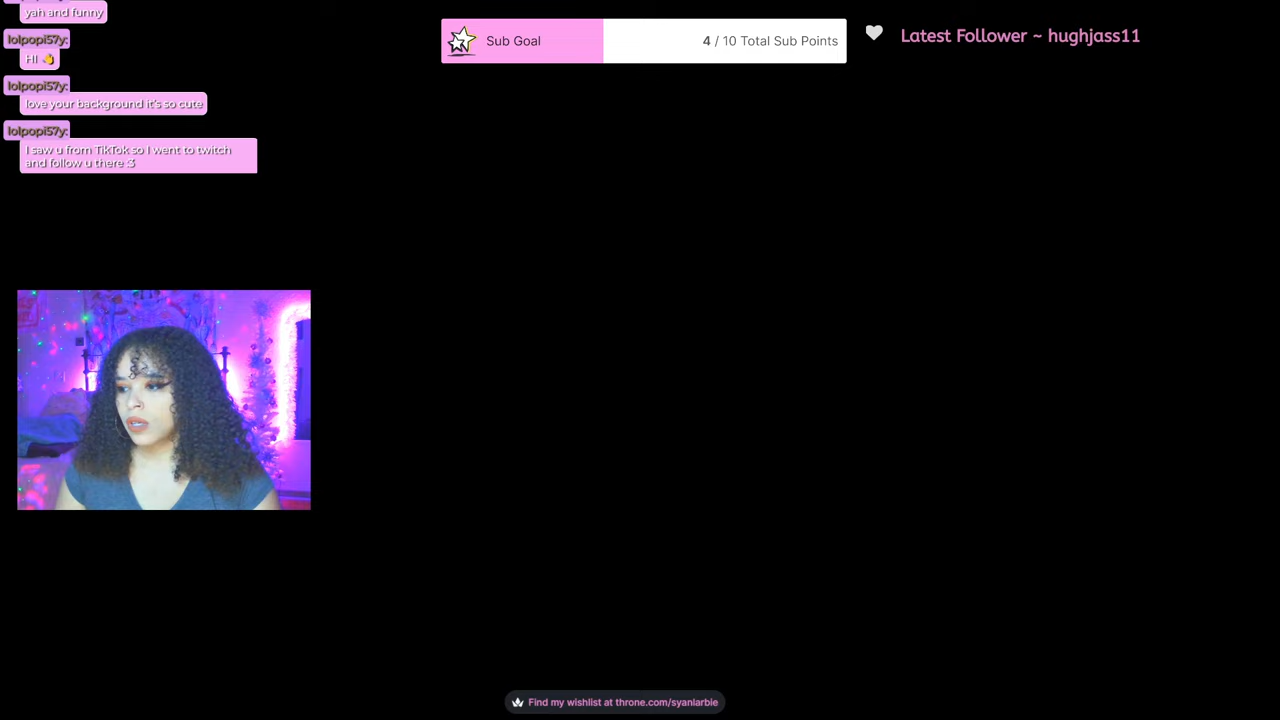 yah and funny
lolpopi57y:
HI 👋
lolpopi57y:
love your background it's so cute
lolpopi57y:
I saw u from TikTok so I went to twitch
and follow u there :3
Sub Goal
4 / 10 Total Sub Points
Latest Follower ~ hughjass11
Find my wishlist at throne.com/syanlarbie